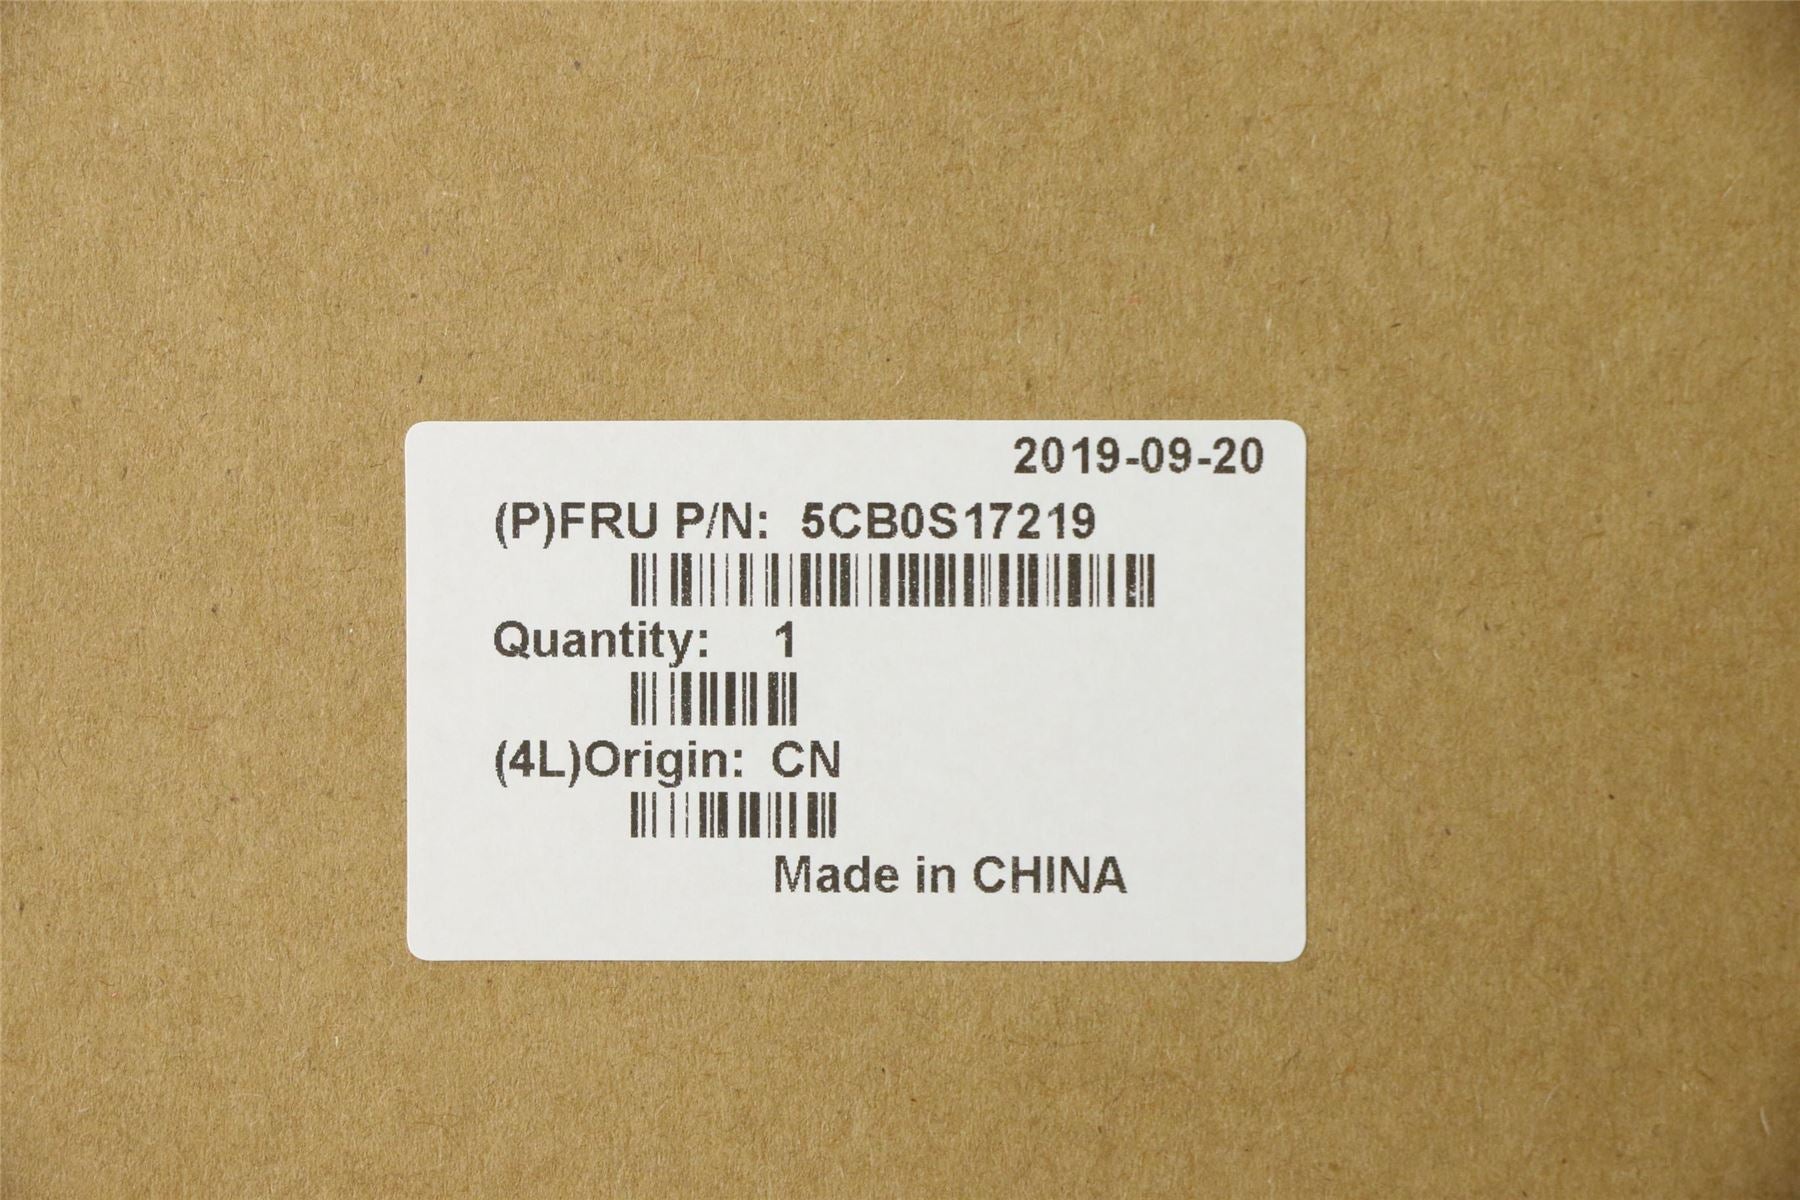 2019-09-20
(P)FRU P/N: 5CB0S17219
Quantity: 1
(4L)Origin: CN
Made in CHINA